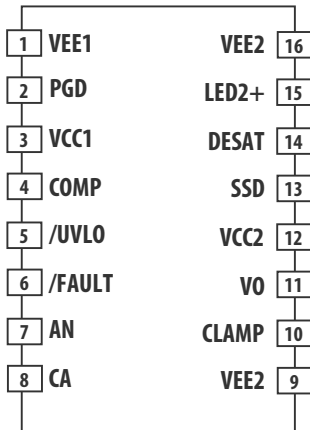 1 VEE1 VEE2 16
2 PGD LED2+ 15
3 VCC1 DESAT 14
4 COMP SSD 13
5 /UVLO VCC2 12
6 /FAULT VO 11
7 AN CLAMP 10
8 CA VEE2 9